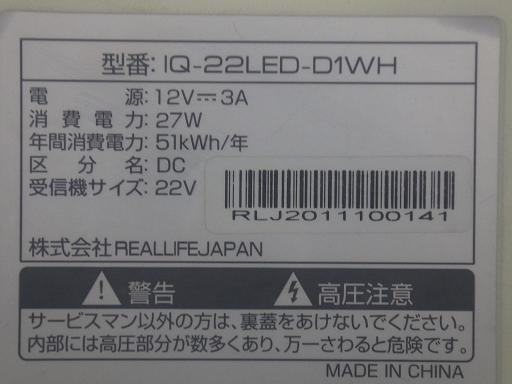 型番: IQ-22LED-D1WH
電源: 12V⎓3A
消費電力: 27W
年間消費電力: 51kWh/年
区分名: DC
受信機サイズ: 22V
RLJ2011100141
株式会社REALLIFEJAPAN
警告 高圧注意
サービスマン以外の方は、裏蓋をあけないでください。
内部には高圧部分が数多くあり、万一さわると危険です。
MADE IN CHINA